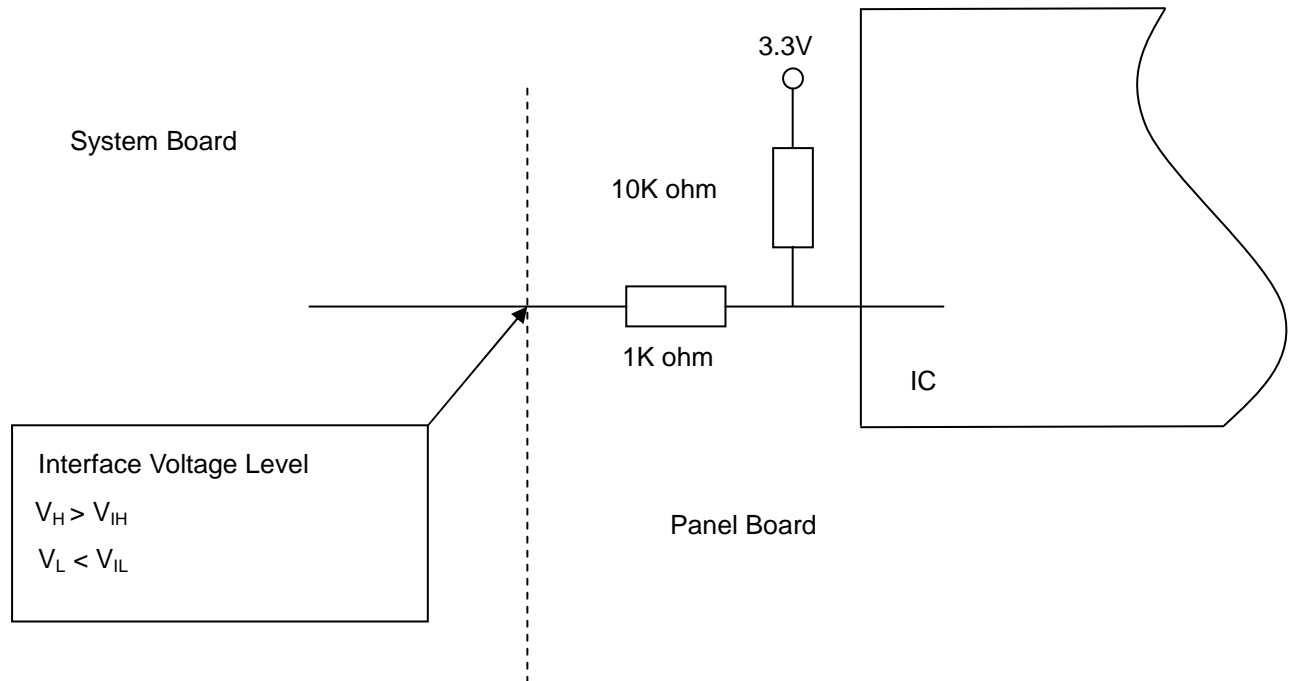 3.3V
System Board
10K ohm
1K ohm
IC
Interface Voltage Level
V_H > V_IH
V_L < V_IL
Panel Board